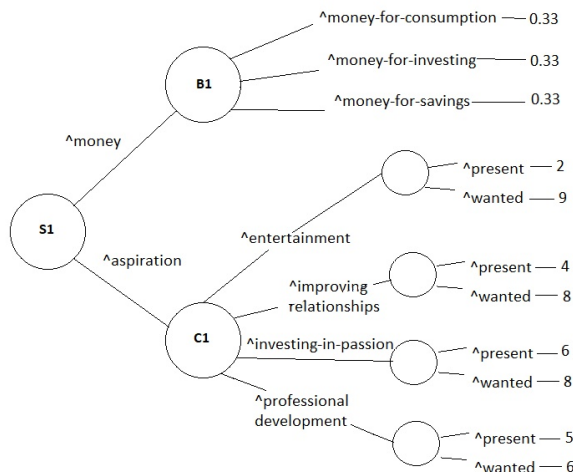 ^money-for-consumption 0.33
^money-for-investing 0.33
B1
^money-for-savings 0.33
^money
^present 2
^wanted 9
S1
^entertainment
^aspiration
^present 4
^improving
relationships
^wanted 8
C1
^investing-in-passion
^present 6
^wanted 8
^professional
development
^present 5
^wanted 6